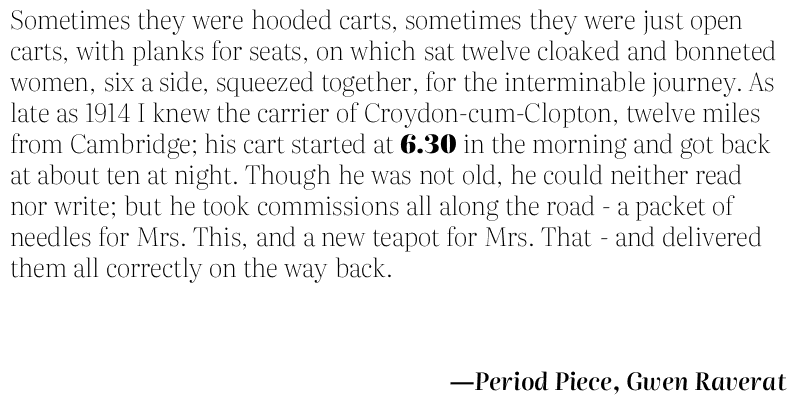 Sometimes they were hooded carts, sometimes they were just open
carts, with planks for seats, on which sat twelve cloaked and bonneted
women, six a side, squeezed together, for the interminable journey. As
late as 1914 I knew the carrier of Croydon-cum-Clopton, twelve miles
from Cambridge; his cart started at 6.30 in the morning and got back
at about ten at night. Though he was not old, he could neither read
nor write; but he took commissions all along the road - a packet of
needles for Mrs. This, and a new teapot for Mrs. That - and delivered
them all correctly on the way back.
—Period Piece, Gwen Raverat